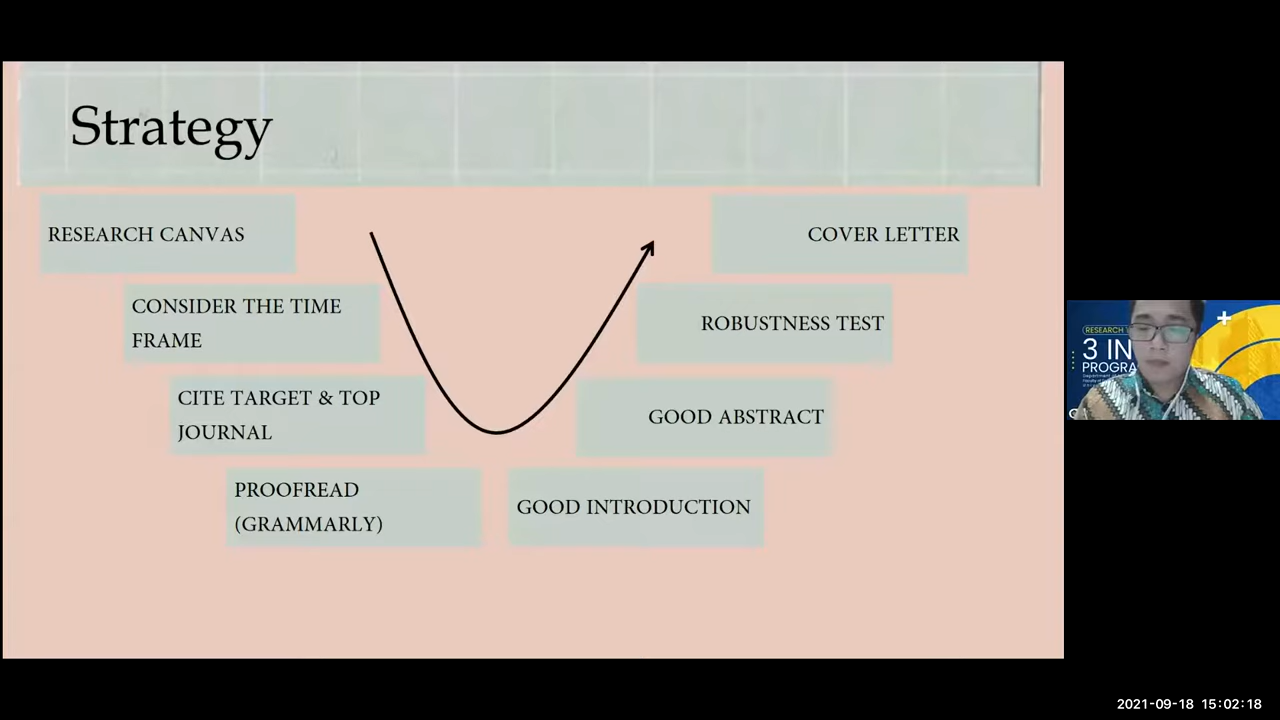 Strategy
RESEARCH CANVAS
CONSIDER THE TIME
FRAME
CITE TARGET & TOP
JOURNAL
PROOFREAD
(GRAMMARLY)
GOOD INTRODUCTION
GOOD ABSTRACT
ROBUSTNESS TEST
COVER LETTER
RESEARCH
3 IN
PROGRA
2021-09-18 15:02:18